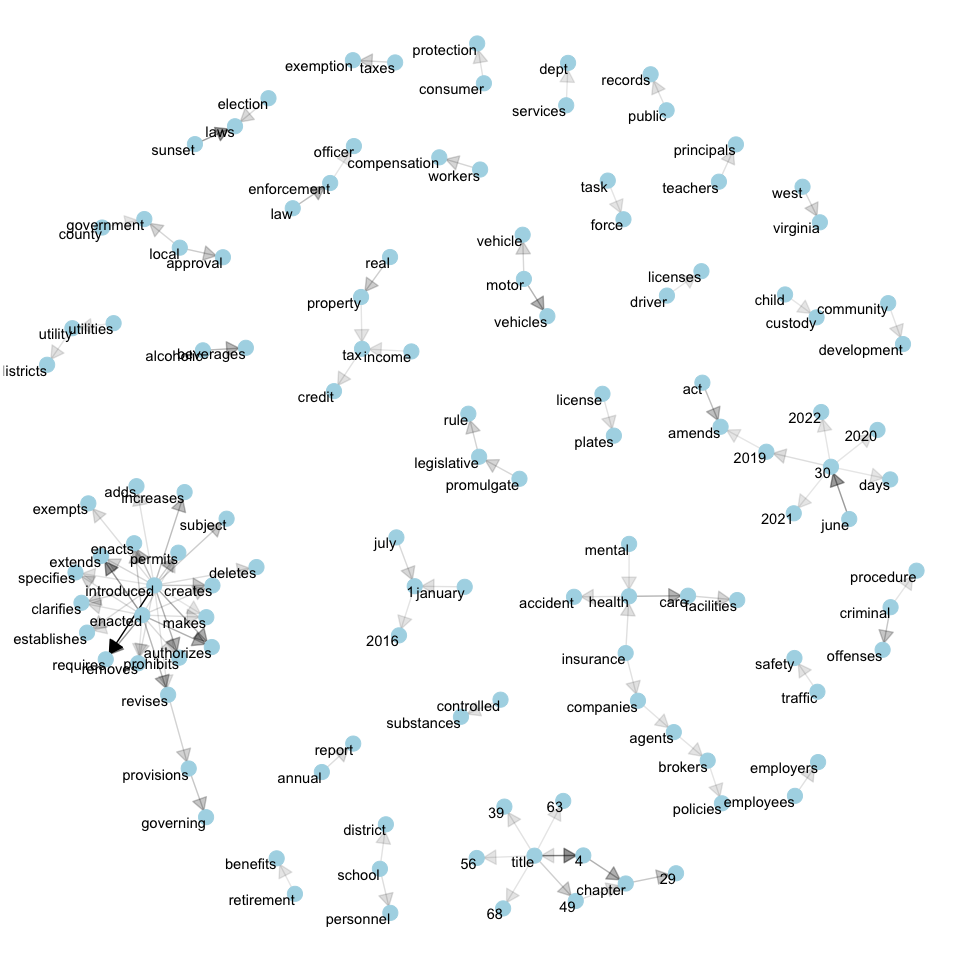 protection
exemption taxes
dept
records
consumer
election
services
public
laws
sunset
officer
principals
compensation
workers
enforcement
task
teachers
west
law
government
county
force
virginia
local
approval
vehicle
real
licenses
motor
child
property
driver
community
custody
vehicles
utility utilities
alcoholic beverages
tax income
development
istricts
act
credit
license
2022
rule
amends
2020
plates
2019
legislative
30
promulgate
days
adds
increases
exempts
2021
june
subject
july
enacts
mental
permits
extends
deletes
specifies
procedure
introduced creates
1 january
accident health care facilities
clarifies
criminal
enacted makes
establishes
2016
authorizes
insurance
offenses
requires removes prohibits
safety
revises
traffic
controlled
companies
substances
agents
report
provisions
annual
brokers
employers
employees
policies
39
63
governing
district
benefits
56 title 4
school
chapter 29
retirement
49
68
personnel